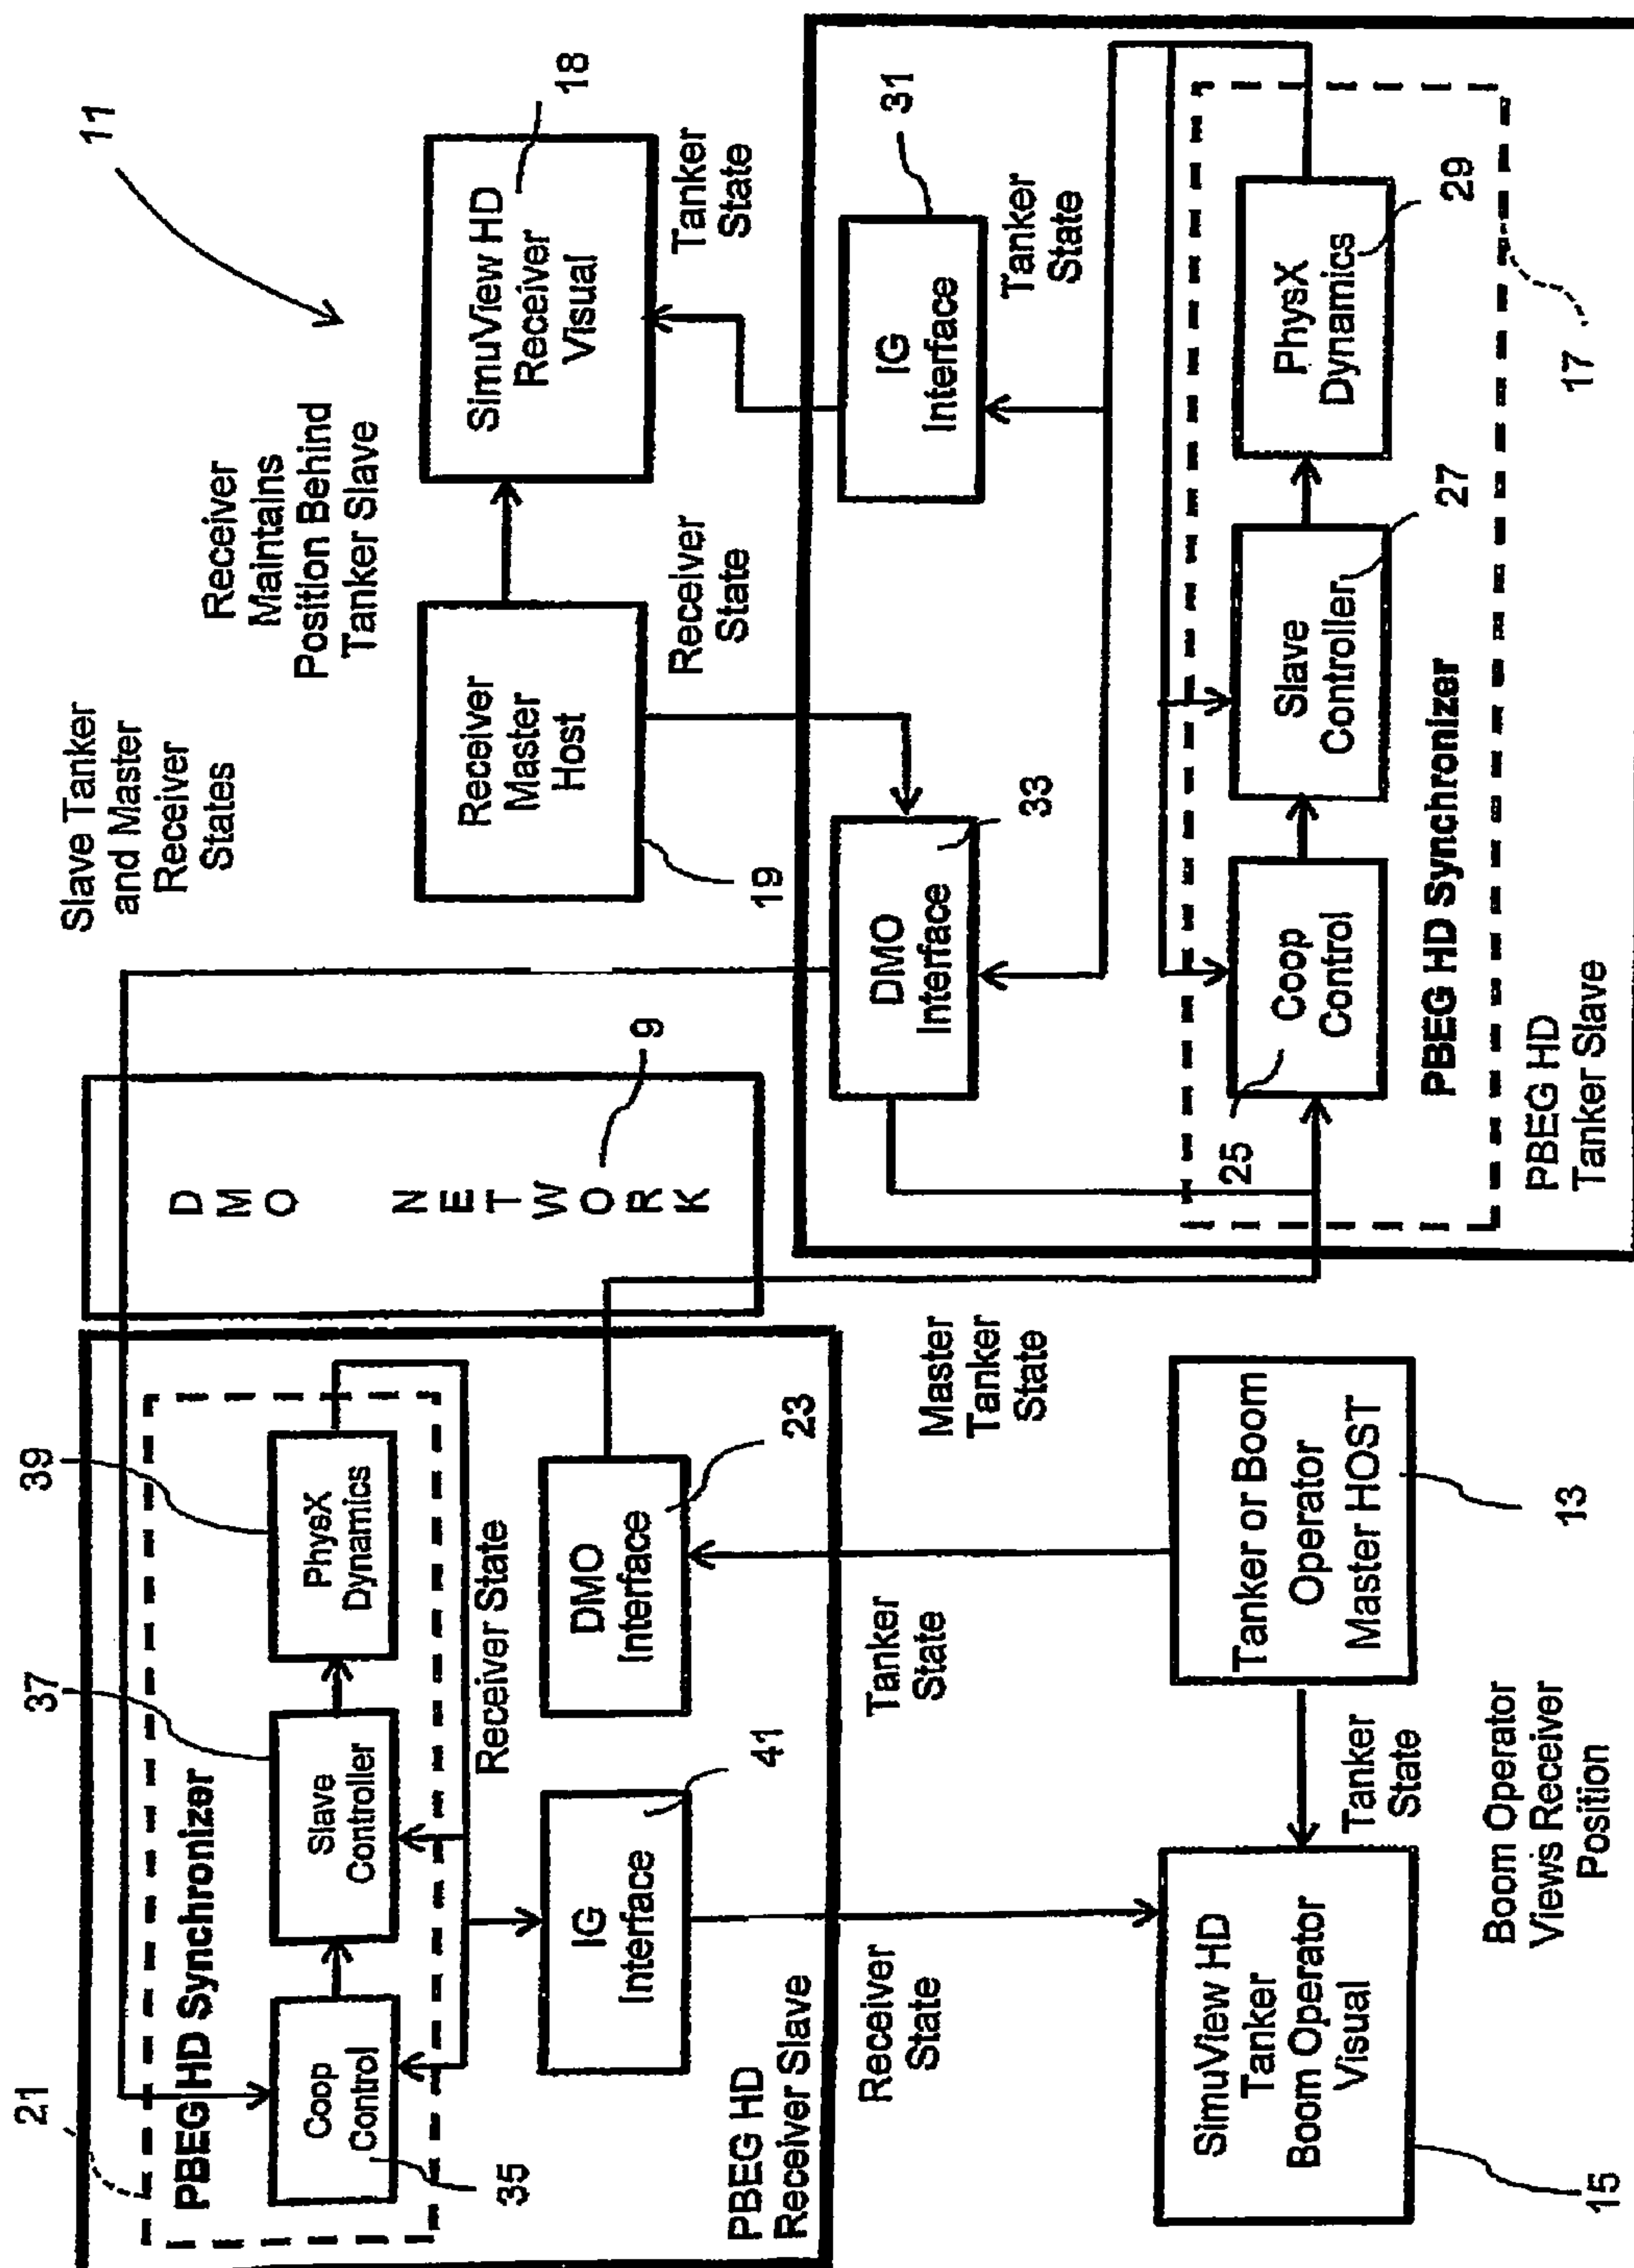 21
37
39
PBEG HD Synchronizer
Coop
Control
35
Slave
Controller
PhysX
Dynamics
Receiver State
IG
Interface
41
DMO
Interface
23
PBEG HD
Receiver Slave
DMO NETWORK
9
Slave Tanker
and Master
Receiver
States
Receiver
Maintains
Position Behind
Tanker Slave
11
Receiver
Master
Host
19
SimuView HD
Receiver
Visual
18
Receiver
State
Tanker
State
Receiver
State
Tanker
State
Master
Tanker
State
SimuView HD
Tanker
Boom Operator
Visual
15
Tanker
State
Tanker or Boom
Operator
Master HOST
13
Boom Operator
Views Receiver
Position
DMO
Interface
33
IG
Interface
31
Tanker
State
25
Coop
Control
Slave
Controller
27
PhysX
Dynamics
29
PBEG HD Synchronizer
17
PBEG HD
Tanker Slave